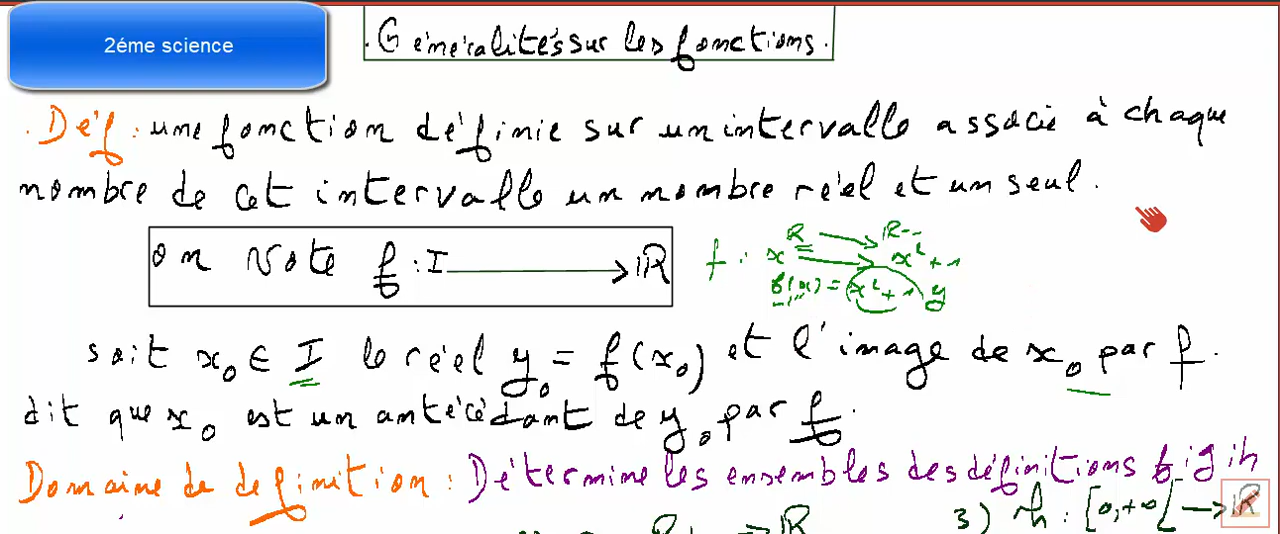 2éme science
.Généralités sur les fonctions.
.Déf : une fonction définie sur un intervalle associe à chaque
nombre de cet intervalle un nombre réel et un seul.
on Note f : I → ℝ
f : x → x² + 1
ℝ → ℝ
f(x) = x² + 1 y
soit x₀ ∈ I le réel y₀ = f(x₀) et l'image de x₀ par f.
dit que x₀ est un antécédant de y₀ par f.
Domaine de definition : Détermine les ensembles des définitions f,g,h
3) h : [0,+∞[ → ℝ
→ ℝ